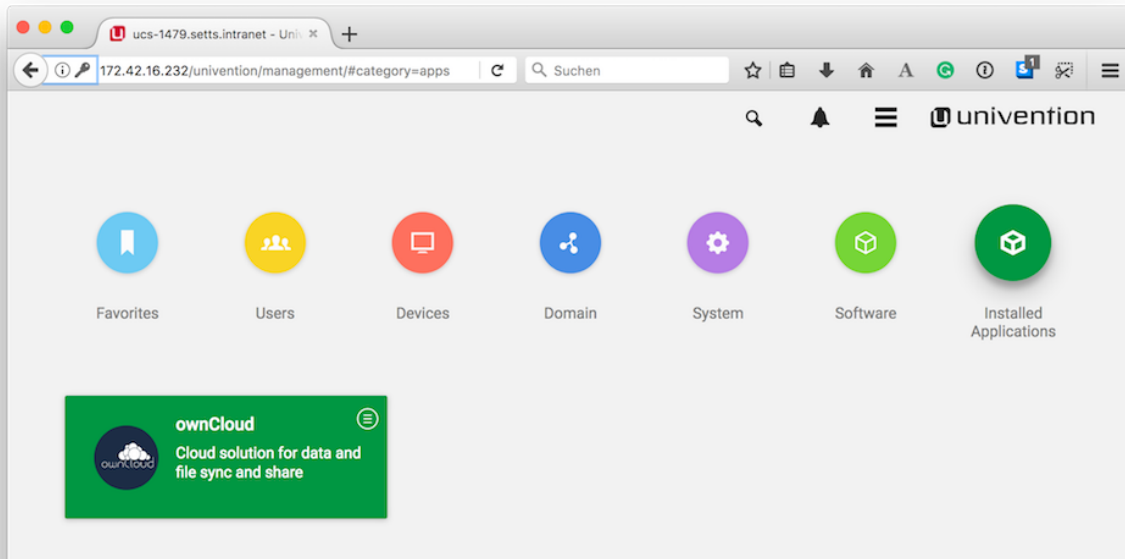 ucs-1479.setts.intranet - Univ
172.42.16.232/univention/management/#category=apps
Suchen
A
G
S
1
univention
Favorites
Users
Devices
Domain
System
Software
Installed
Applications
ownCloud
ownCloud
Cloud solution for data and
file sync and share